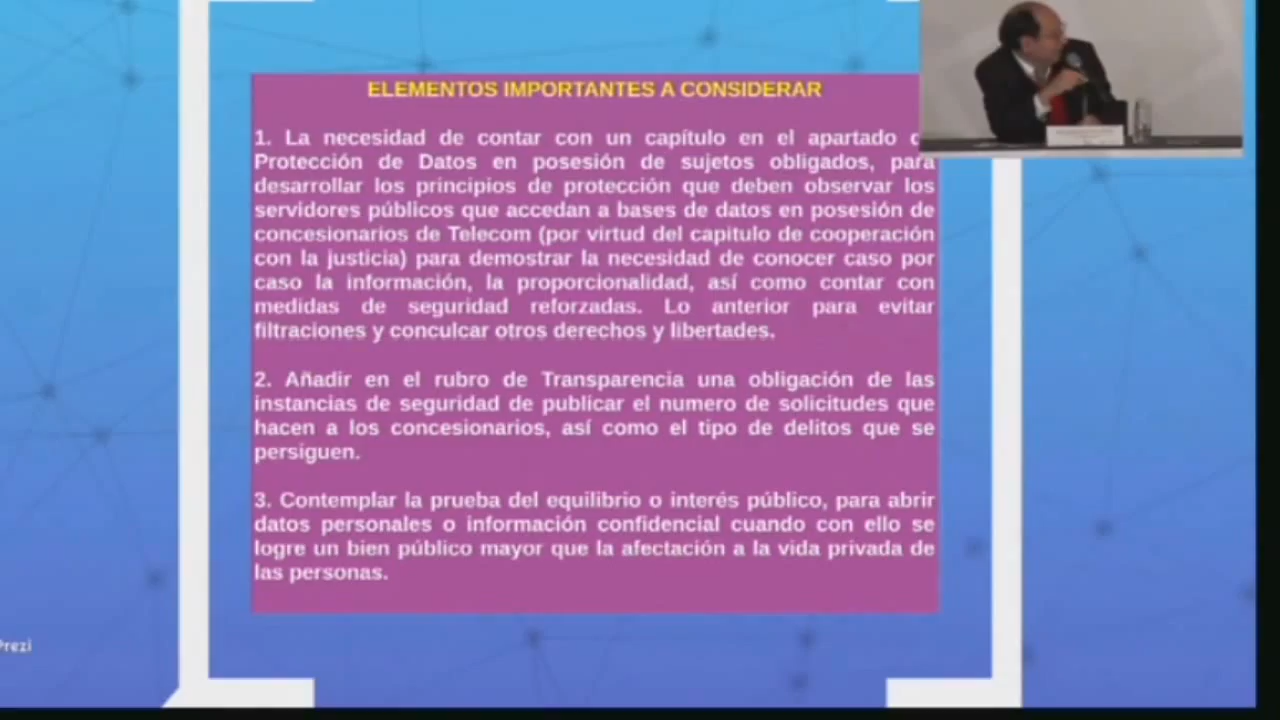 ELEMENTOS IMPORTANTES A CONSIDERAR
1. La necesidad de contar con un capítulo en el apartado
Protección de Datos en posesión de sujetos obligados, para
desarrollar los principios de protección que deben observar los
servidores públicos que accedan a bases de datos en posesión de
concesionarios de Telecom (por virtud del capitulo de cooperación
con la justicia) para demostrar la necesidad de conocer caso por
caso la información, la proporcionalidad, así como contar con
medidas de seguridad reforzadas. Lo anterior para evitar
filtraciones y conculcar otros derechos y libertades.
2. Añadir en el rubro de Transparencia una obligación de las
instancias de seguridad de publicar el numero de solicitudes que
hacen a los concesionarios, así como el tipo de delitos que se
persiguen.
3. Contemplar la prueba del equilibrio o interés público, para abrir
datos personales o información confidencial cuando con ello se
logre un bien público mayor que la afectación a la vida privada de
las personas.
Prezi